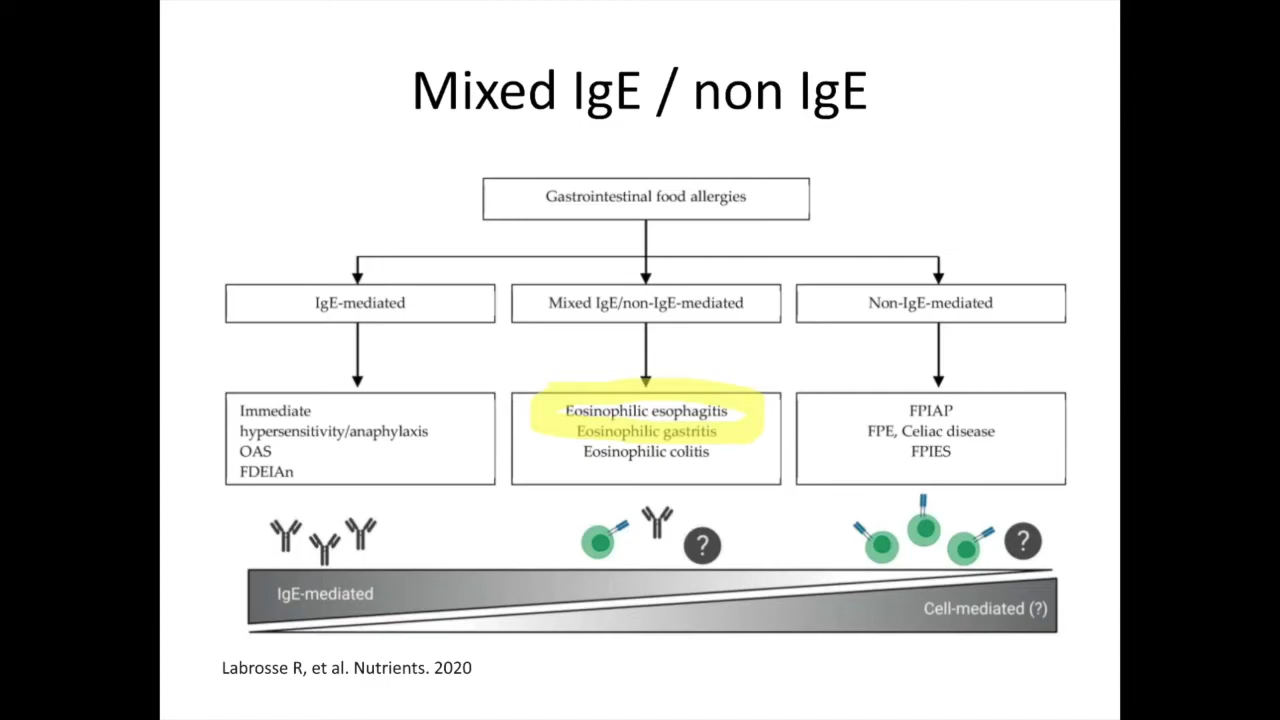 Mixed IgE / non IgE
Gastrointestinal food allergies
IgE-mediated
Mixed IgE/non-IgE-mediated
Non-IgE-mediated
Immediate
hypersensitivity/anaphylaxis
OAS
FDEIAn
Eosinophilic esophagitis
Eosinophilic gastritis
Eosinophilic colitis
FPIAP
FPE, Celiac disease
FPIES
?
?
IgE-mediated
Cell-mediated (?)
Labrosse R, et al. Nutrients. 2020